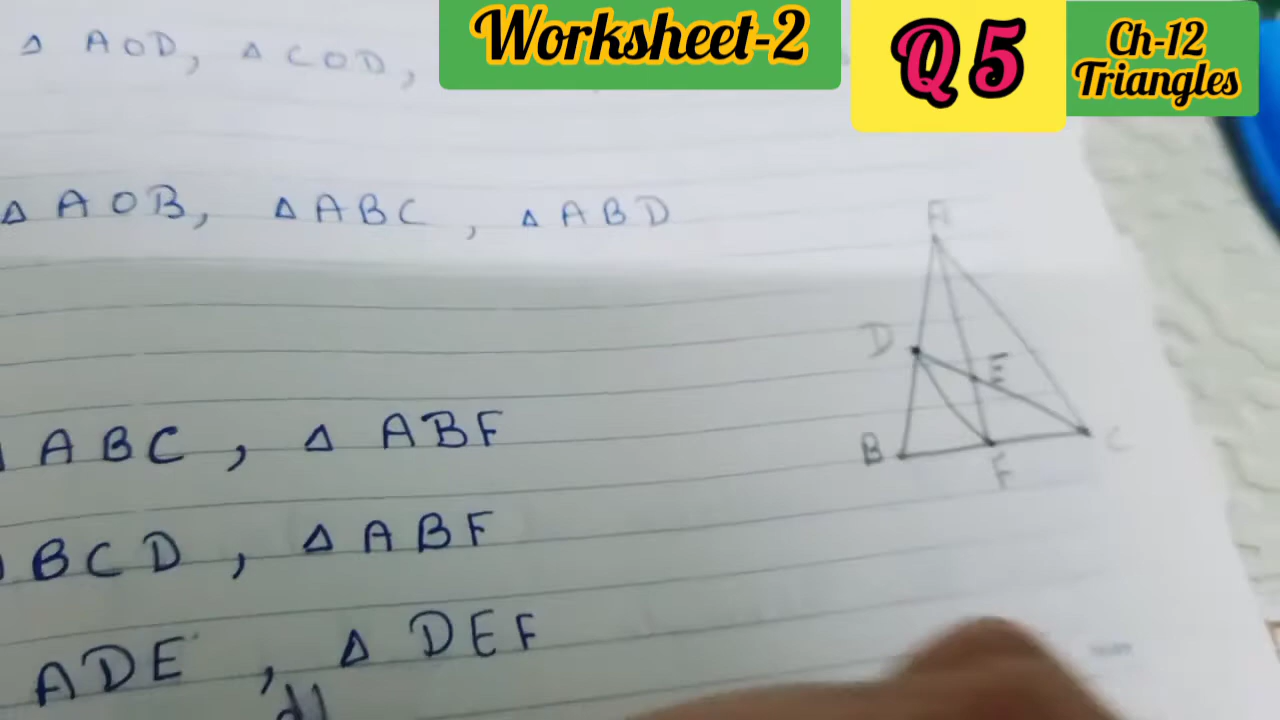 Worksheet-2
Q5
Ch-12
Triangles
△ AOD, △ COD,
△ AOB, △ ABC, △ ABD
ABC, △ ABF
BCD, △ ABF
ADE, △ DEF
A
D
E
B
F
C